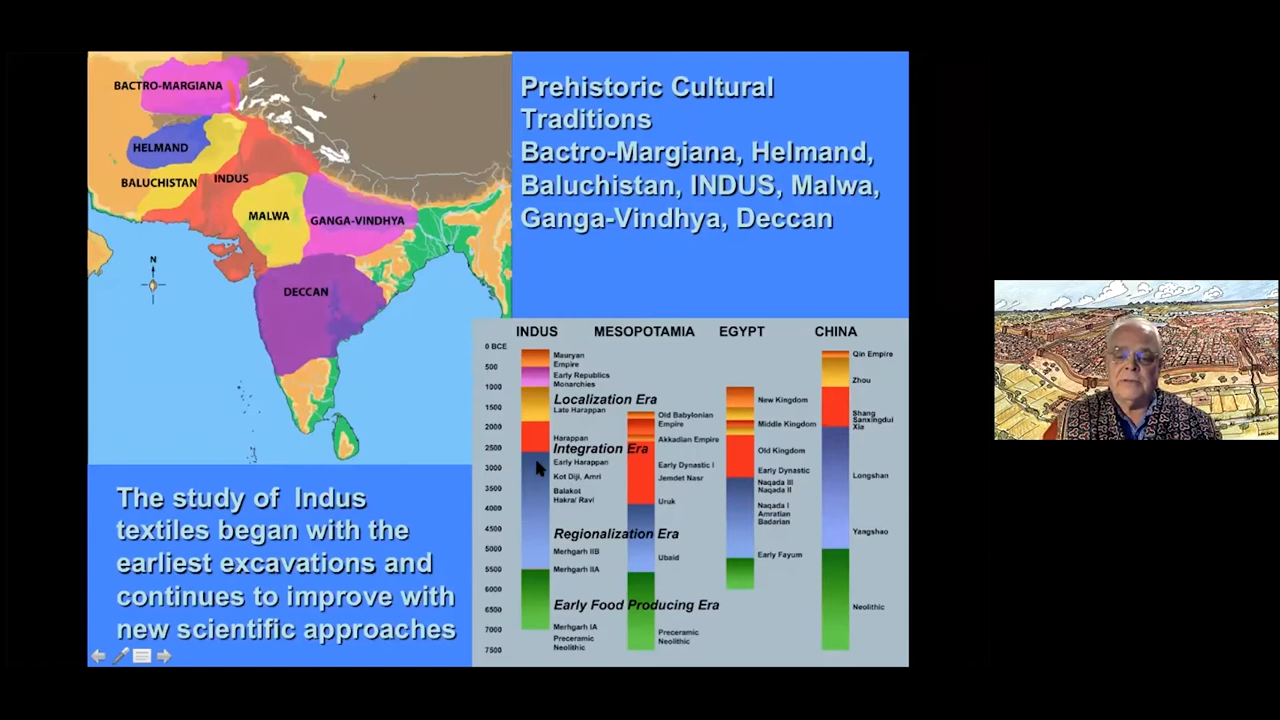 BACTRO-MARGIANA
HELMAND
BALUCHISTAN
INDUS
MALWA
GANGA-VINDHYA
DECCAN
N
Prehistoric Cultural
Traditions
Bactro-Margiana, Helmand,
Baluchistan, INDUS, Malwa,
Ganga-Vindhya, Deccan
The study of Indus
textiles began with the
earliest excavations and
continues to improve with
new scientific approaches
INDUS
MESOPOTAMIA
EGYPT
CHINA
0 BCE
500
1000
1500
2000
2500
3000
3500
4000
4500
5000
5500
6000
6500
7000
7500
Mauryan
Empire
Early Republics
Monarchies
Localization Era
Late Harappan
Harappan
Integration Era
Early Harappan
Kot Diji, Amri
Balakot
Hakra/ Ravi
Regionalization Era
Merhgarh IIB
Merhgarh IIA
Early Food Producing Era
Merhgarh IA
Preceramic
Neolithic
Old Babylonian
Empire
Akkadian Empire
Early Dynastic I
Jemdet Nasr
Uruk
Ubaid
Preceramic
Neolithic
New Kingdom
Middle Kingdom
Old Kingdom
Early Dynastic
Naqada III
Naqada II
Naqada I
Amratian
Badarian
Early Fayum
Qin Empire
Zhou
Shang
Sanxingdui
Xia
Longshan
Yangshao
Neolithic